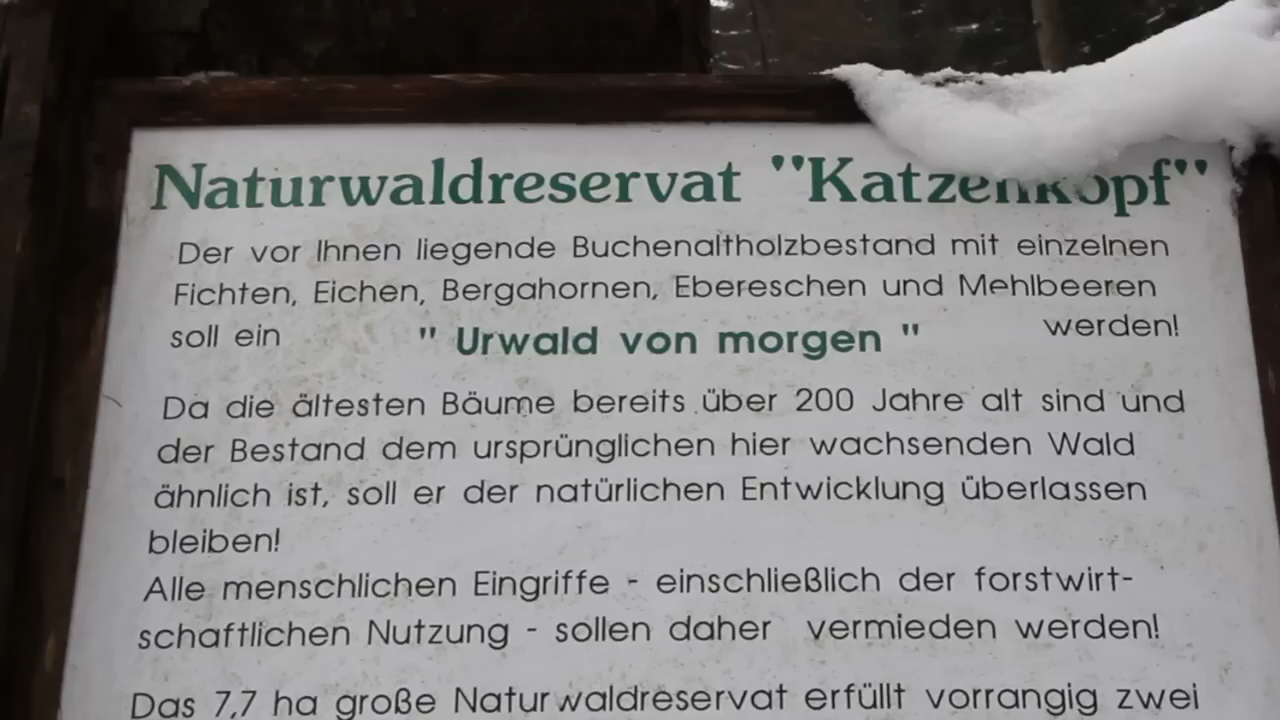 Naturwaldreservat "Katzenkopf"
Der vor Ihnen liegende Buchenaltholzbestand mit einzelnen
Fichten, Eichen, Bergahornen, Ebereschen und Mehlbeeren
soll ein " Urwald von morgen " werden!
Da die ältesten Bäume bereits über 200 Jahre alt sind und
der Bestand dem ursprünglichen hier wachsenden Wald
ähnlich ist, soll er der natürlichen Entwicklung überlassen
bleiben!
Alle menschlichen Eingriffe - einschließlich der forstwirt-
schaftlichen Nutzung - sollen daher vermieden werden!
Das 7,7 ha große Naturwaldreservat erfüllt vorrangig zwei